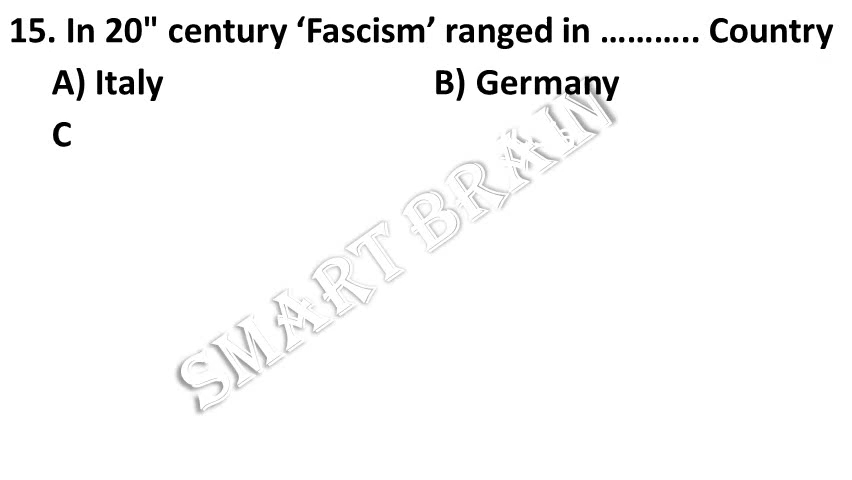 15. In 20" century ‘Fascism’ ranged in ……….. Country
A) Italy B) Germany
C
SMART BRAIN